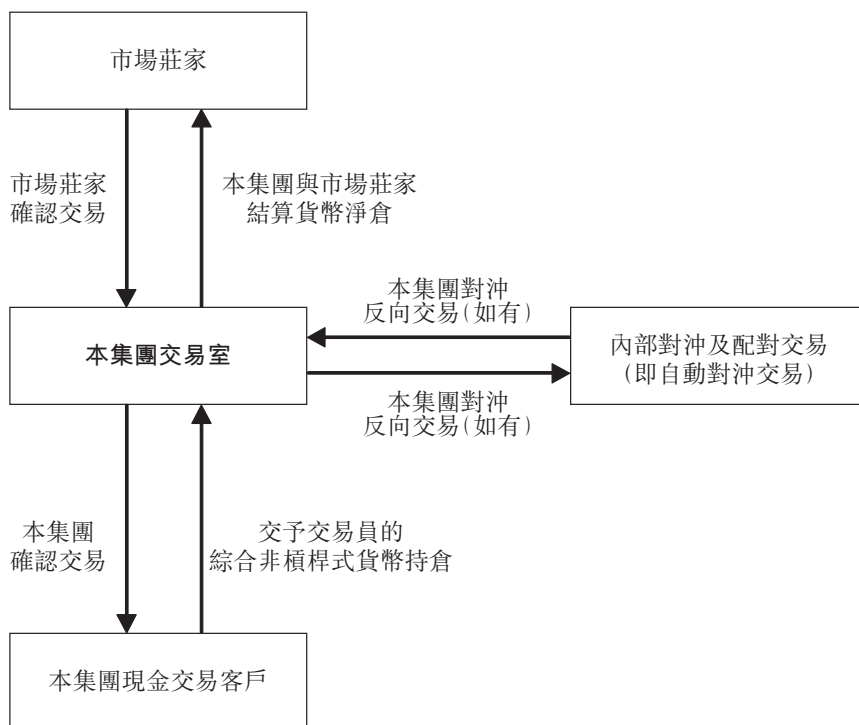 市場莊家
市場莊家
確認交易
本集團與市場莊家
結算貨幣淨倉
本集團對沖
反向交易(如有)
本集團交易室
內部對沖及配對交易
(即自動對沖交易)
本集團對沖
反向交易(如有)
本集團
確認交易
交予交易員的
綜合非槓桿式貨幣持倉
本集團現金交易客戶